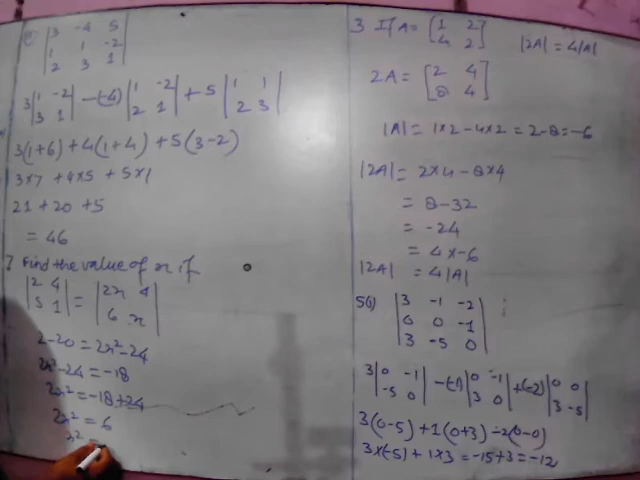 | 3 -4 5 |
| 1 1 -2 |
| 2 3 1 |
3 | 1 -2 | -(-4) | 1 -2 | + 5 | 1 1 |
| 3 1 | | 2 1 | | 2 3 |
3(1+6) + 4(1+4) + 5(3-2)
3×7 + 4×5 + 5×1
21 + 20 + 5
= 46
7 Find the value of x if
| 2 4 | = | 2x 4 |
| 5 1 | | 6 x |
2-20 = 2x²-24
2x²-24 = -18
2x² = -18+24
2x² = 6
x²
3 If A = [ 1 2 ] |2A| = 4|A|
[ 4 2 ]
2A = [ 2 4 ]
[ 8 4 ]
|A| = 1×2 - 4×2 = 2-8 = -6
|2A| = 2×4 - 8×4
= 8-32
= -24
= 4×-6
|2A| = 4|A|
5(i) | 3 -1 -2 |
| 0 0 -1 |
| 3 -5 0 |
3 | 0 -1 | -(-1) | 0 -1 | +(-2) | 0 0 |
| -5 0 | | 3 0 | | 3 -5 |
3(0-5) + 1(0+3) -2(0-0)
3×(-5) + 1×3 = -15+3 = -12